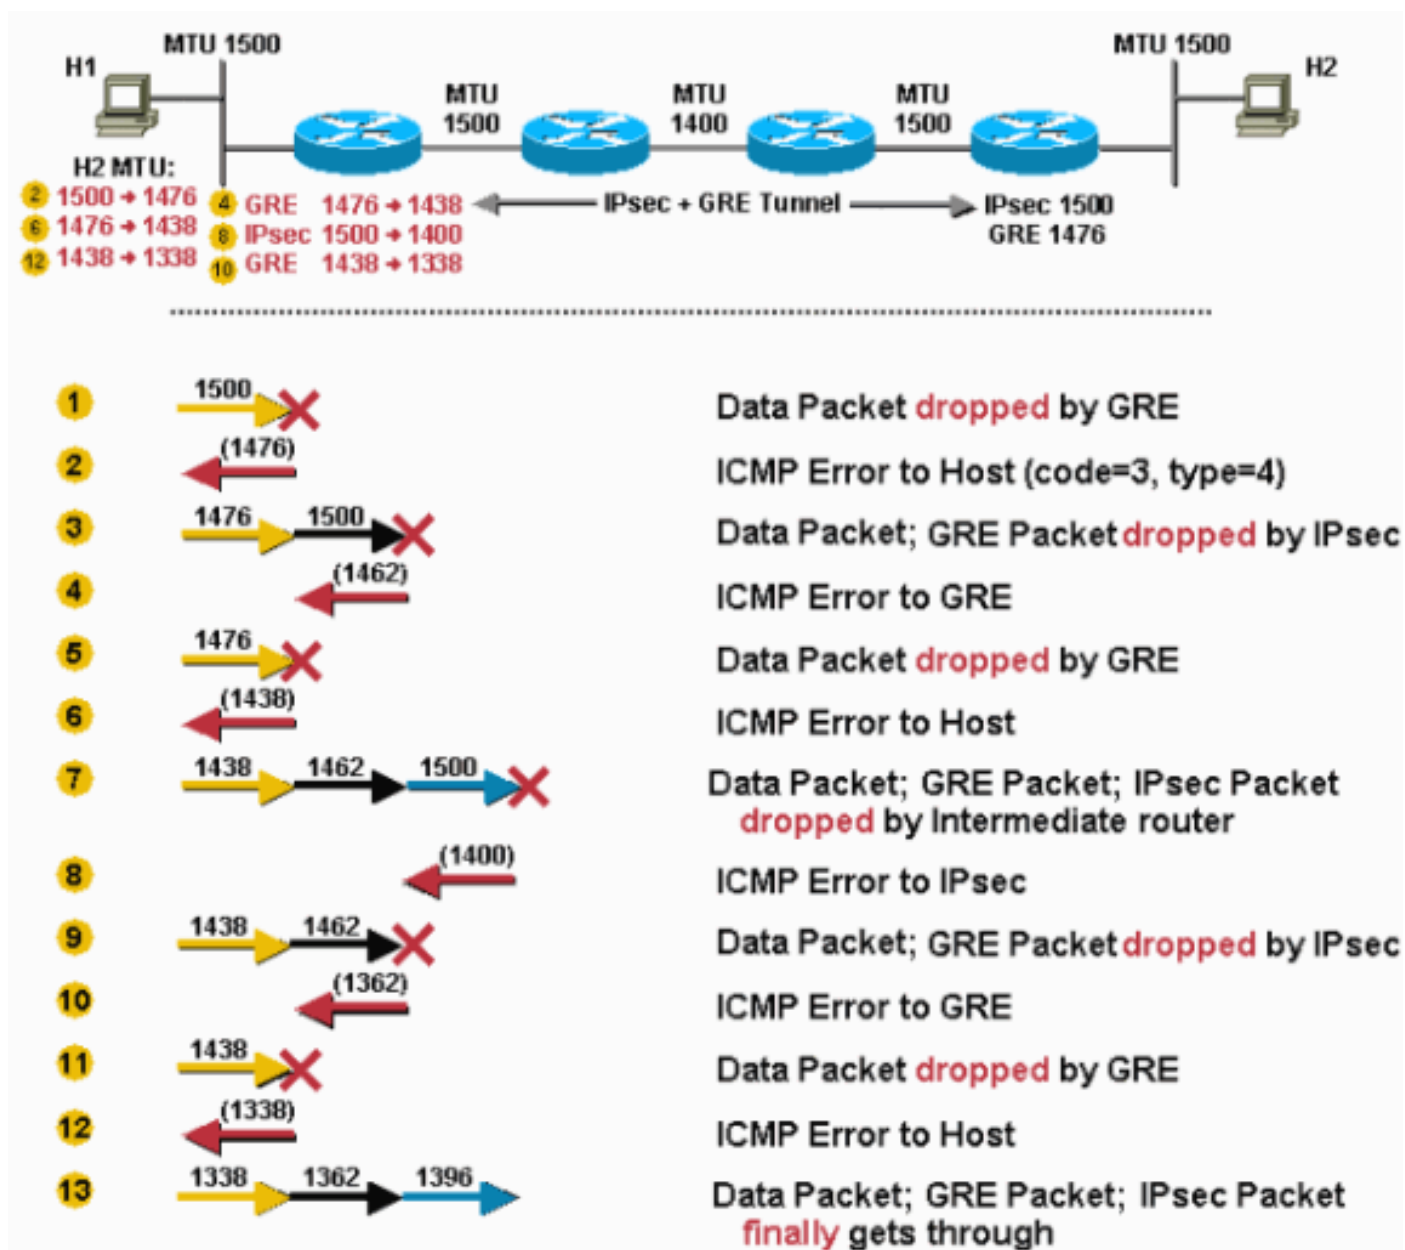 MTU 1500
MTU 1500
H1
H2
MTU
1500
MTU
1400
MTU
1500
H2 MTU:
2 1500 → 1476
6 1476 → 1438
12 1438 → 1338
4 GRE 1476 → 1438
8 IPsec 1500 → 1400
10 GRE 1438 → 1338
IPsec + GRE Tunnel
IPsec 1500
GRE 1476
1 1500 Data Packet dropped by GRE
2 (1476) ICMP Error to Host (code=3, type=4)
3 1476 1500 Data Packet; GRE Packet dropped by IPsec
4 (1462) ICMP Error to GRE
5 1476 Data Packet dropped by GRE
6 (1438) ICMP Error to Host
7 1438 1462 1500 Data Packet; GRE Packet; IPsec Packet
dropped by Intermediate router
8 (1400) ICMP Error to IPsec
9 1438 1462 Data Packet; GRE Packet dropped by IPsec
10 (1362) ICMP Error to GRE
11 1438 Data Packet dropped by GRE
12 (1338) ICMP Error to Host
13 1338 1362 1396 Data Packet; GRE Packet; IPsec Packet
finally gets through